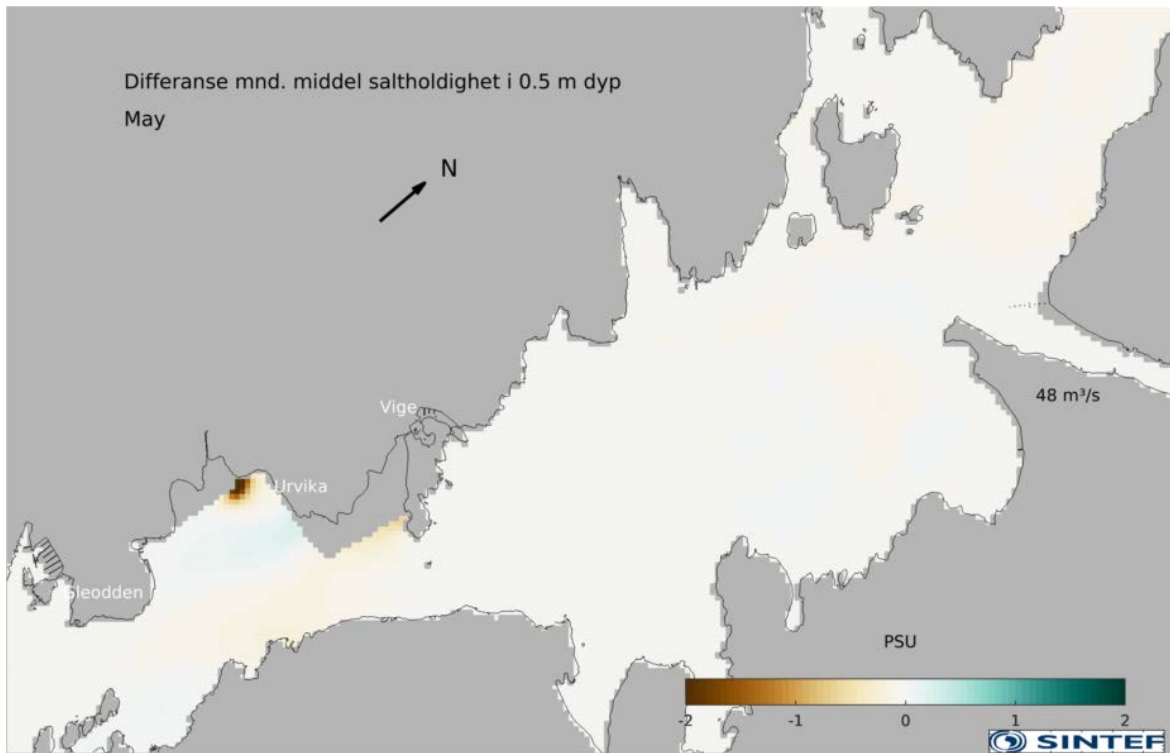 Differanse mnd. middel saltholdighet i 0.5 m dyp
May
N
Vige
48 m³/s
Urvika
Gleodden
PSU
-2 -1 0 1 2
SINTEF